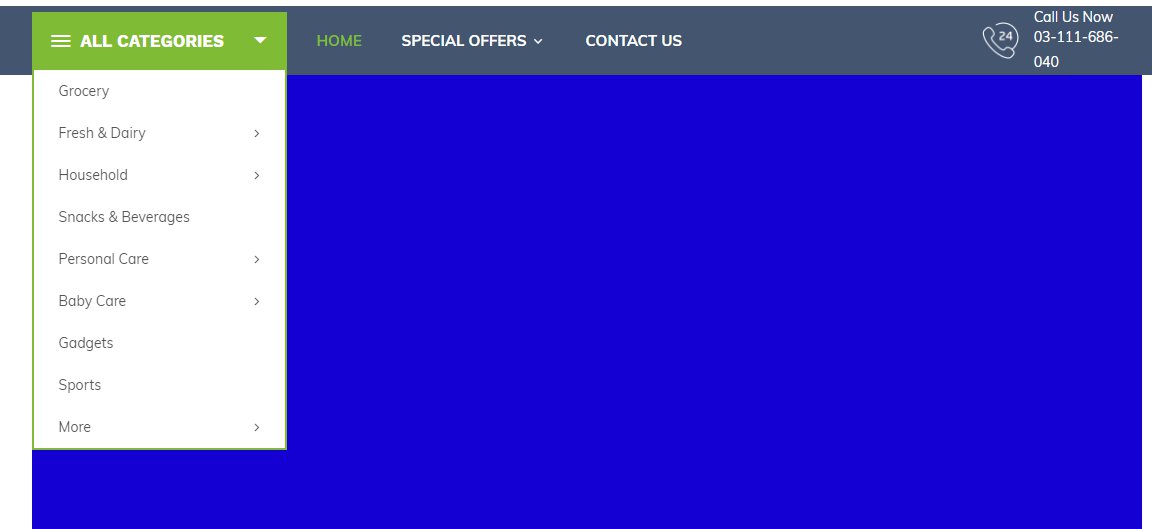 ALL CATEGORIES
HOME
SPECIAL OFFERS
CONTACT US
24
Call Us Now
03-111-686-
040
Grocery
Fresh & Dairy
Household
Snacks & Beverages
Personal Care
Baby Care
Gadgets
Sports
More